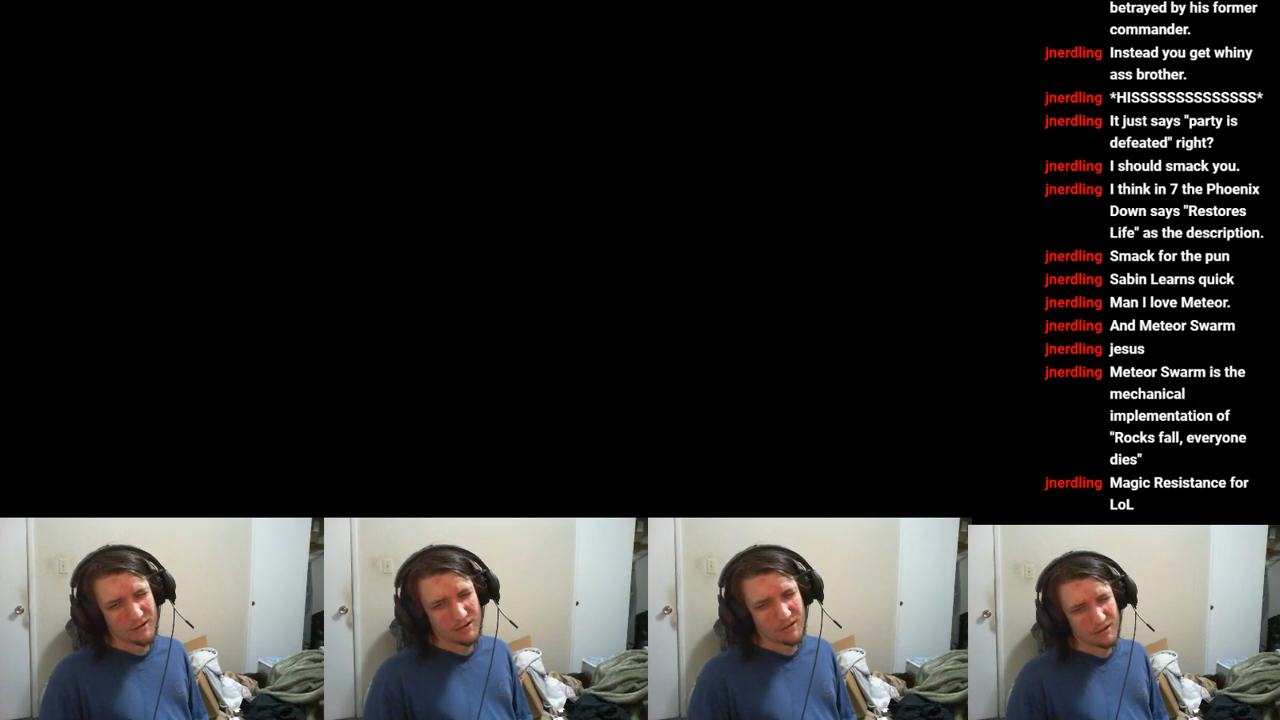 betrayed by his former
commander.
jnerdling Instead you get whiny
ass brother.
jnerdling *HISSSSSSSSSSSSSS*
jnerdling It just says "party is
defeated" right?
jnerdling I should smack you.
jnerdling I think in 7 the Phoenix
Down says "Restores
Life" as the description.
jnerdling Smack for the pun
jnerdling Sabin Learns quick
jnerdling Man I love Meteor.
jnerdling And Meteor Swarm
jnerdling jesus
jnerdling Meteor Swarm is the
mechanical
implementation of
"Rocks fall, everyone
dies"
jnerdling Magic Resistance for
LoL